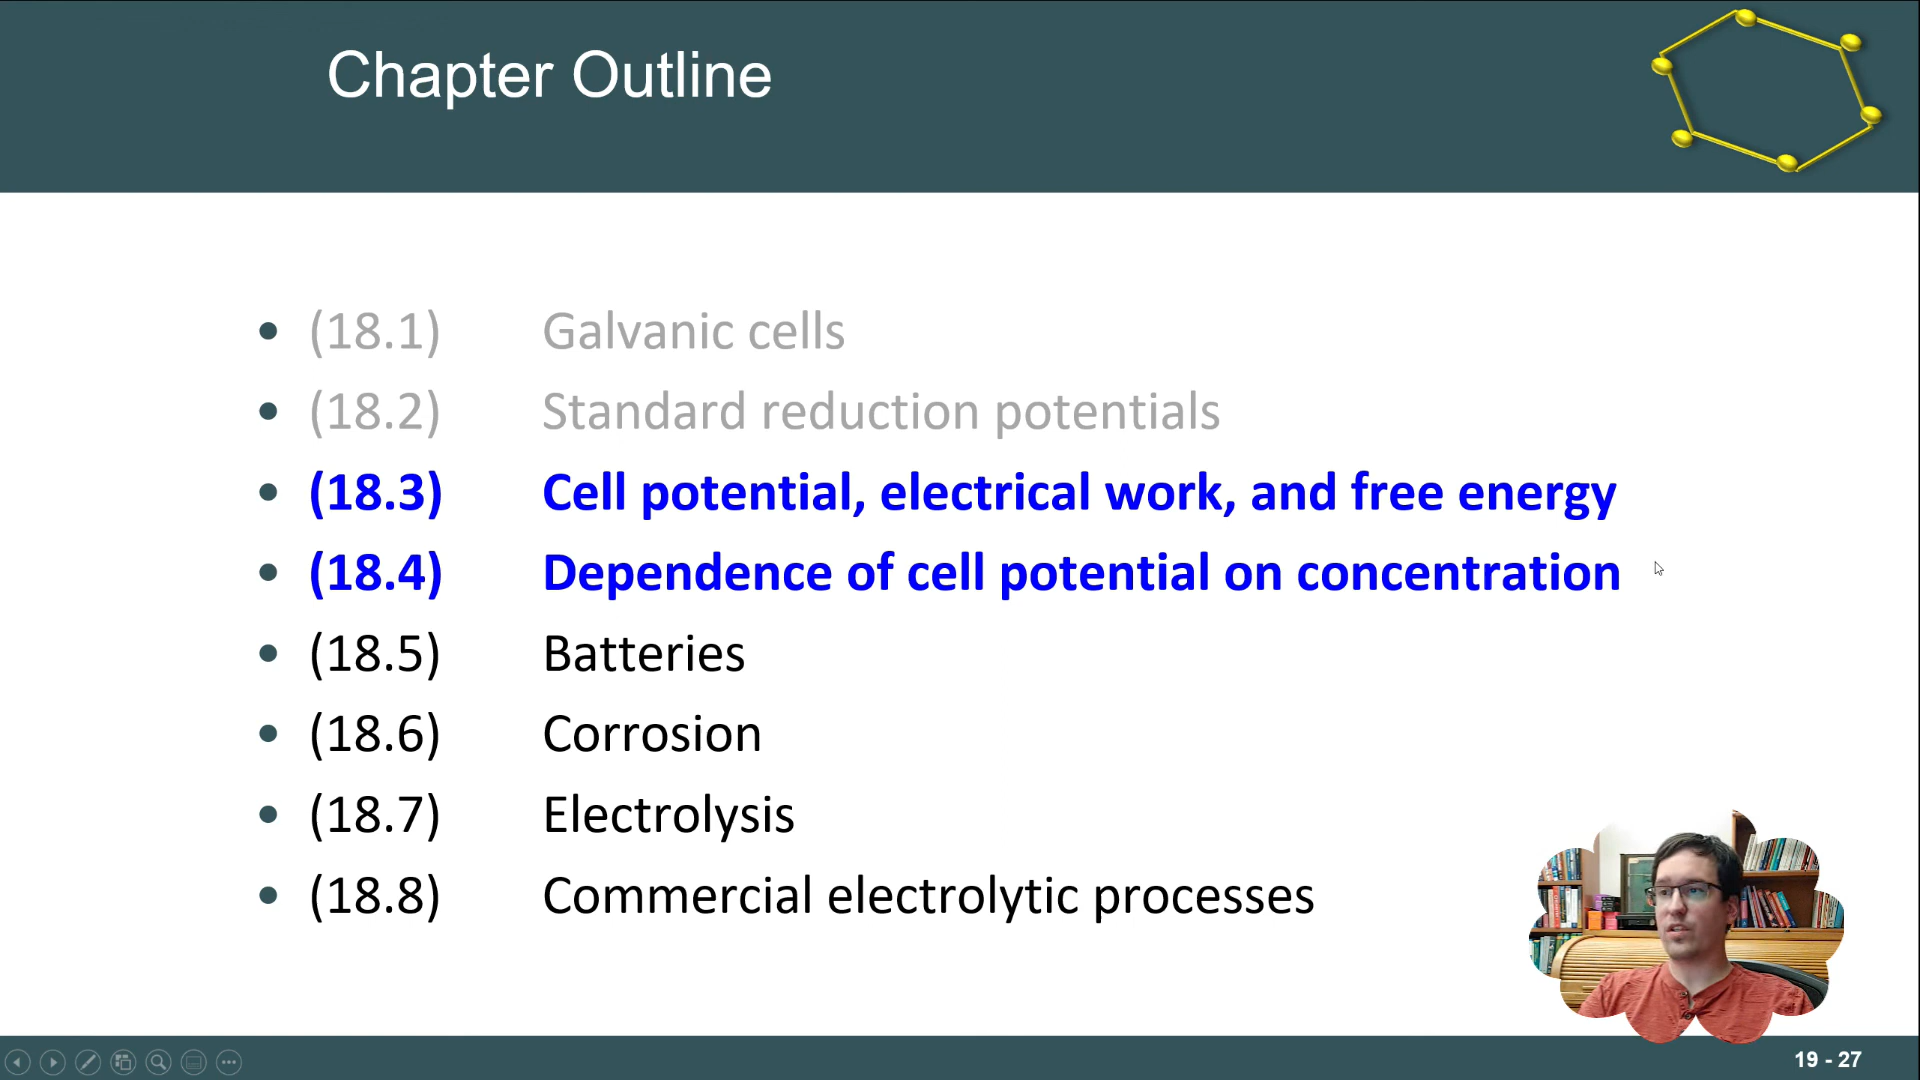 Chapter Outline
• (18.1) Galvanic cells
• (18.2) Standard reduction potentials
• (18.3) Cell potential, electrical work, and free energy
• (18.4) Dependence of cell potential on concentration
• (18.5) Batteries
• (18.6) Corrosion
• (18.7) Electrolysis
• (18.8) Commercial electrolytic processes
19 - 27